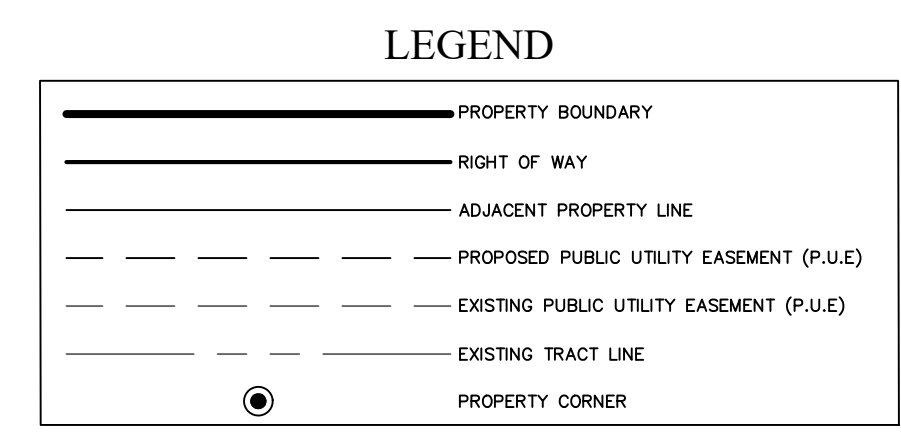 LEGEND
PROPERTY BOUNDARY
RIGHT OF WAY
ADJACENT PROPERTY LINE
PROPOSED PUBLIC UTILITY EASEMENT (P.U.E)
EXISTING PUBLIC UTILITY EASEMENT (P.U.E)
EXISTING TRACT LINE
PROPERTY CORNER